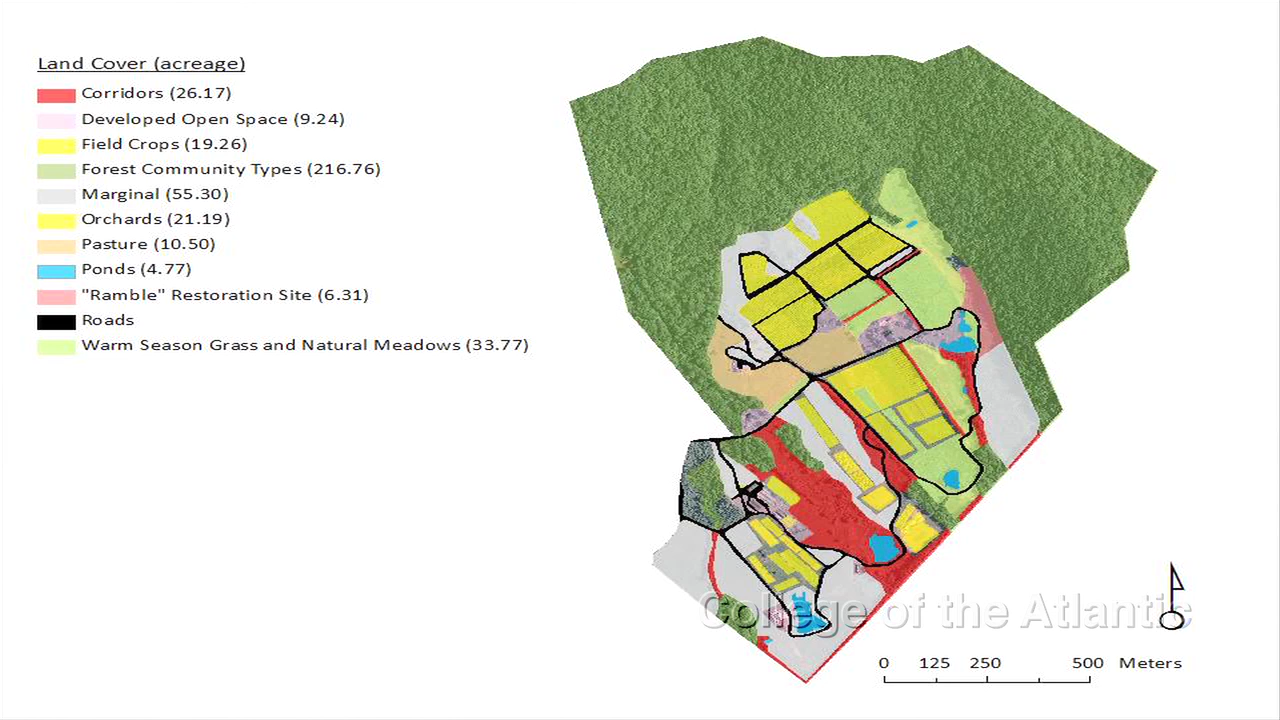 Land Cover (acreage)
Corridors (26.17)
Developed Open Space (9.24)
Field Crops (19.26)
Forest Community Types (216.76)
Marginal (55.30)
Orchards (21.19)
Pasture (10.50)
Ponds (4.77)
"Ramble" Restoration Site (6.31)
Roads
Warm Season Grass and Natural Meadows (33.77)
College of the Atlantic
0 125 250 500 Meters